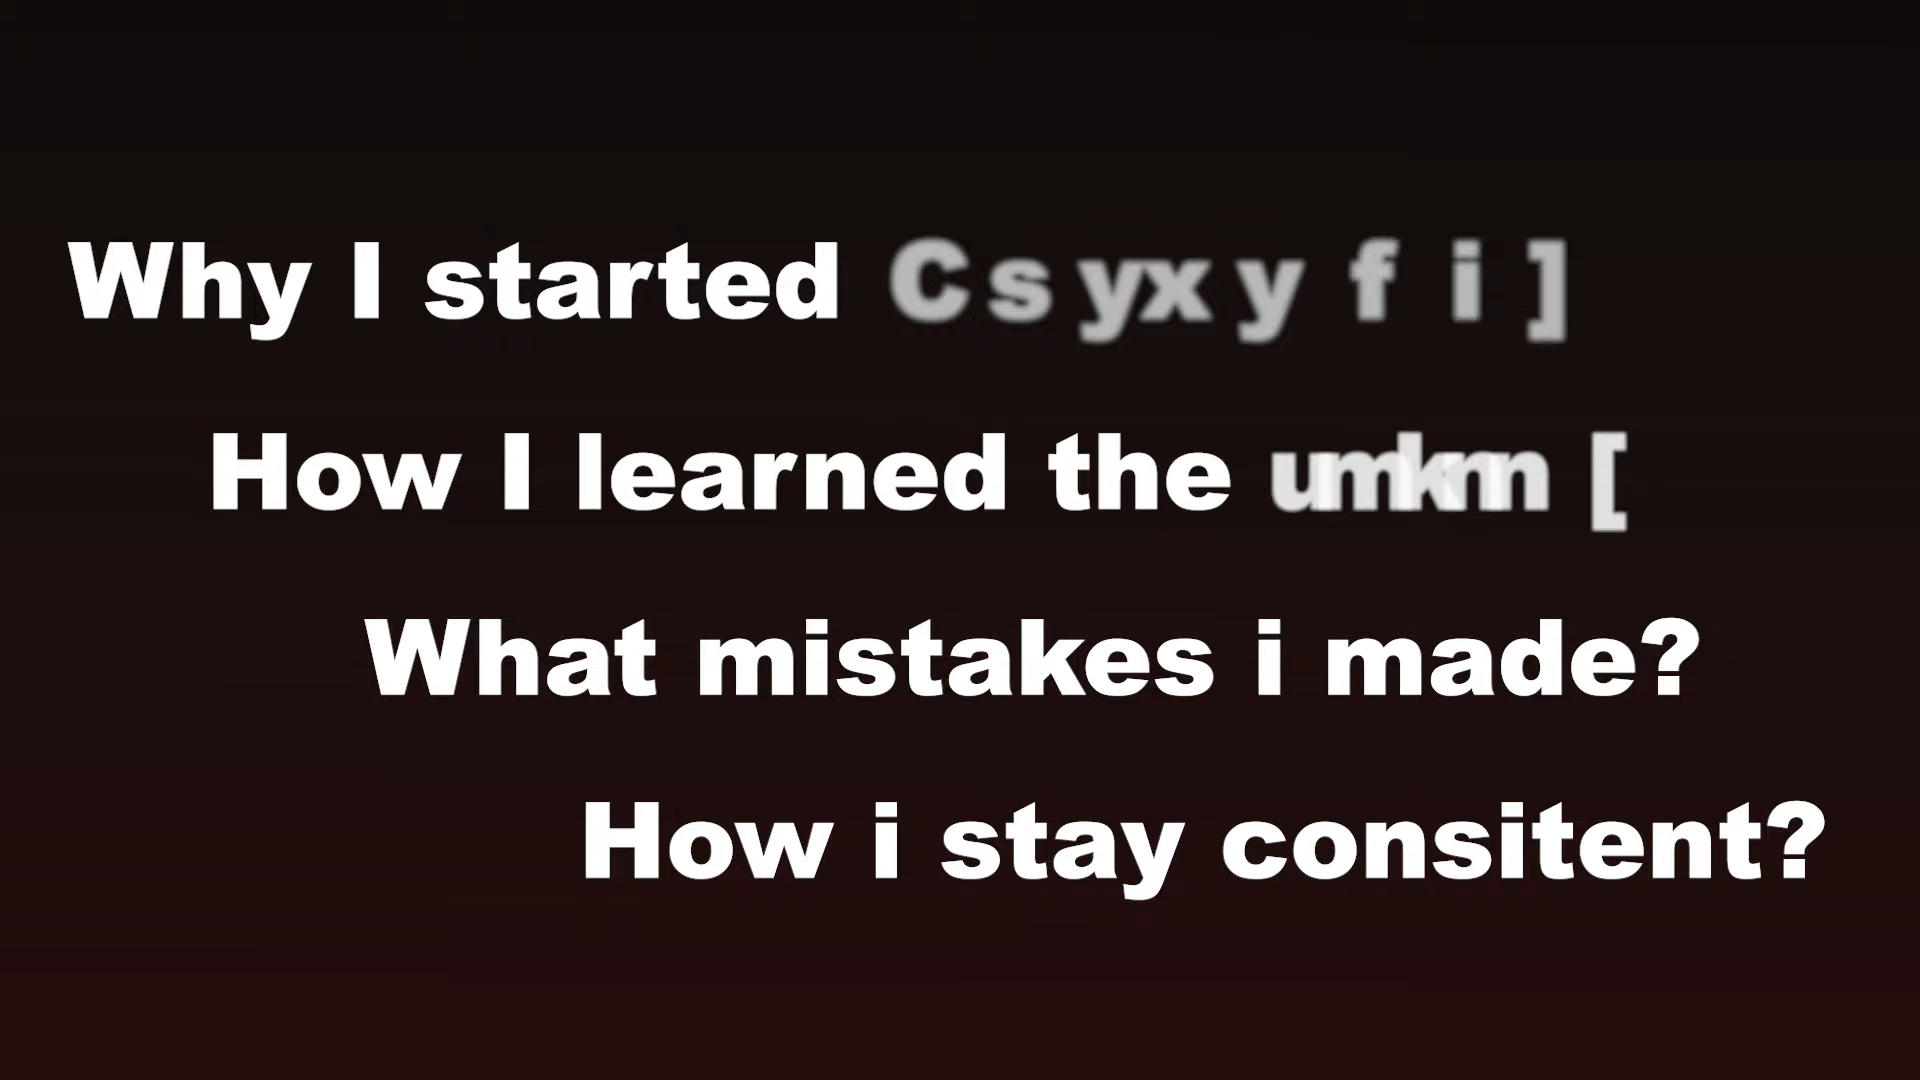 Why I started
How I learned the
What mistakes i made?
How i stay consitent?